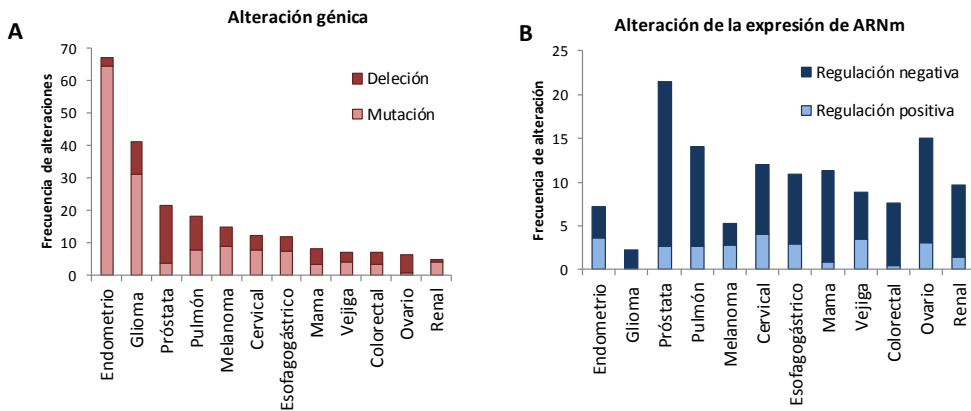 A
Alteración génica
Frecuencia de alteraciones
70
60
50
40
30
20
10
0
Deleción
Mutación
Endometrio
Glioma
Próstata
Pulmón
Melanoma
Cervical
Esofagogástrico
Mama
Vejiga
Colorectal
Ovario
Renal
B
Alteración de la expresión de ARNm
Frecuencia de alteración
25
20
15
10
5
0
Regulación negativa
Regulación positiva
Endometrio
Glioma
Próstata
Pulmón
Melanoma
Cervical
Esofagogástrico
Mama
Vejiga
Colorectal
Ovario
Renal